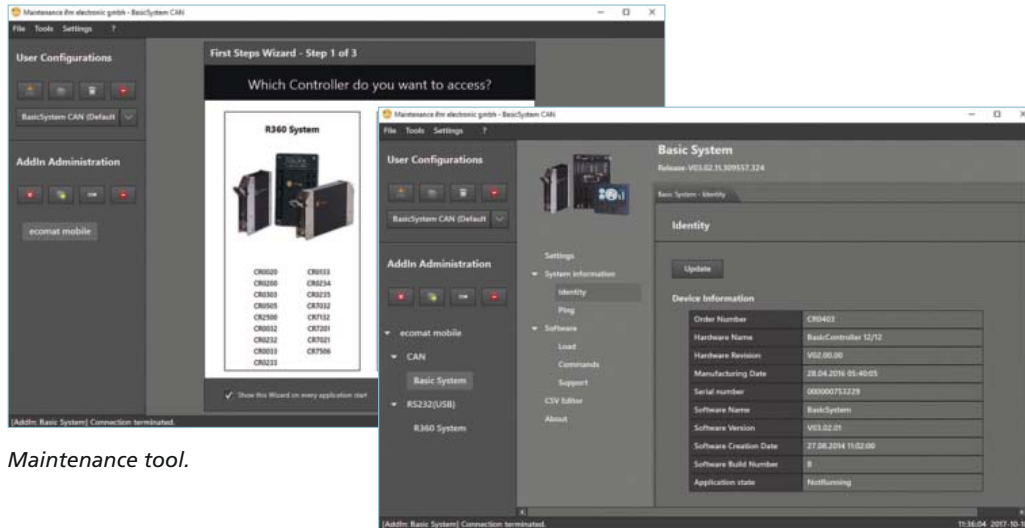 Maintenance ifm electronic gmbh - BasicSystem CAN
File Tools Settings ?
User Configurations
BasicSystem CAN (Default
AddIn Administration
ecomat mobile
First Steps Wizard - Step 1 of 3
Which Controller do you want to access?
R360 System
CR0020 CR0133
CR0200 CR0234
CR0303 CR0235
CR0505 CR7032
CR2500 CR7132
CR0032 CR7201
CR0232 CR7021
CR0033 CR7506
CR0233
Show this Wizard on every application start
[AddIn: Basic System] Connection terminated.
Maintenance ifm electronic gmbh - BasicSystem CAN
File Tools Settings ?
User Configurations
BasicSystem CAN (Default
AddIn Administration
ecomat mobile
CAN
Basic System
RS232(USB)
R360 System
Settings
System Information
Identity
Ping
Software
Load
Commands
Support
CSV Editor
About
Basic System
Release-V03.02.11.309557.324
Basic System - Identity
Identity
Update
Device Information
Order Number CR0403
Hardware Name BasicController 12/12
Hardware Revision V02.00.00
Manufacturing Date 28.04.2016 05:40:05
Serial number 000000753229
Software Name BasicSystem
Software Version V03.02.01
Software Creation Date 27.08.2014 11:02:00
Software Build Number 8
Application state NotRunning
[AddIn: Basic System] Connection terminated.
11:36:04
Maintenance tool.